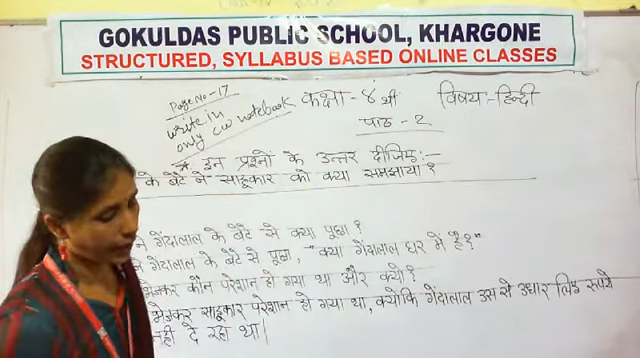 GOKULDAS PUBLIC SCHOOL, KHARGONE
STRUCTURED, SYLLABUS BASED ONLINE CLASSES
Page No-17
write in
only cw notebook
कक्षा - 4 थी
विषय - हिन्दी
पाठ - 2
* इन प्रश्नों के उत्तर दीजिए :-
के बेटे ने साहूकार को क्या समझाया ?
ने गेंदालाल के बेटे से क्या पूछा ?
ने गेंदालाल के बेटे से पूछा, - "क्या गेंदालाल घर में है ?"
कौन परेशान हो गया था और क्यों ?
साहूकार परेशान हो गया था, क्योंकि गेंदालाल उस से उधार लिए रुपये
नहीं दे रहा था |